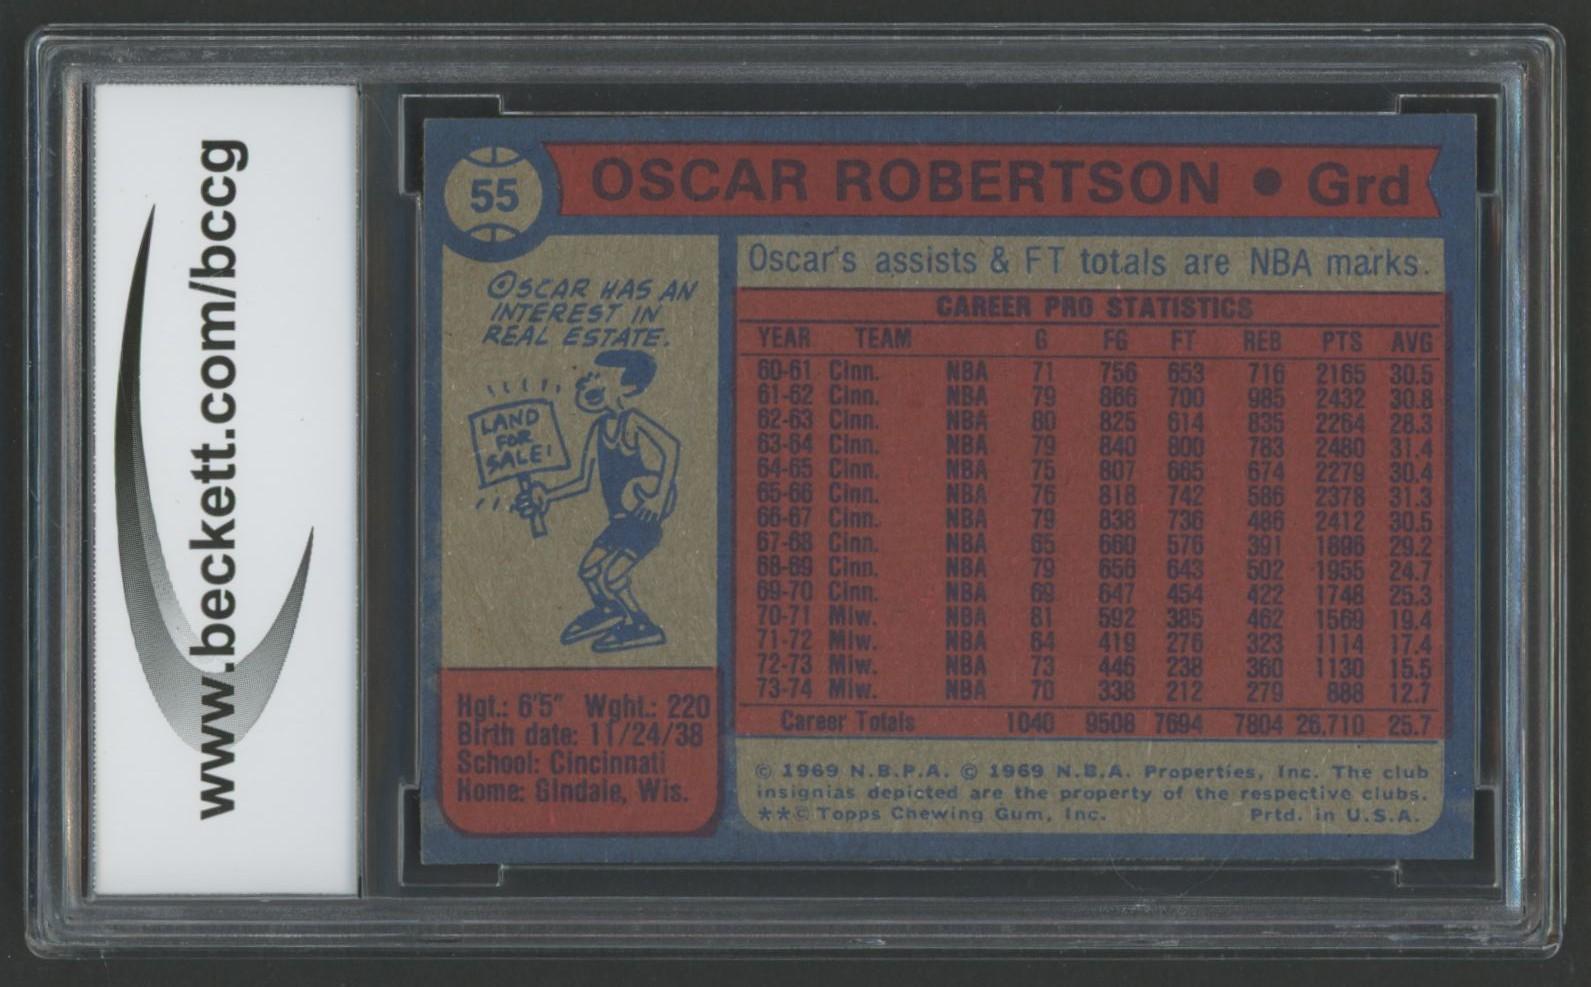 www.beckett.com/bccg
55
OSCAR ROBERTSON • Grd
OSCAR HAS AN
INTEREST IN
REAL ESTATE.
LAND
FOR
SALE!
Hgt.: 6'5" Wght.: 220
Birth date: 11/24/38
School: Cincinnati
Home: Glndale, Wis.
Oscar's assists & FT totals are NBA marks.
CAREER PRO STATISTICS
YEAR TEAM G FG FT REB PTS AVG
60-61 Cinn. NBA 71 756 653 716 2165 30.5
61-62 Cinn. NBA 79 866 700 985 2432 30.8
62-63 Cinn. NBA 80 825 614 835 2264 28.3
63-64 Cinn. NBA 79 840 800 783 2480 31.4
64-65 Cinn. NBA 75 807 665 674 2279 30.4
65-66 Cinn. NBA 76 818 742 586 2378 31.3
66-67 Cinn. NBA 79 838 736 486 2412 30.5
67-68 Cinn. NBA 65 660 576 391 1896 29.2
68-69 Cinn. NBA 79 656 643 502 1955 24.7
69-70 Cinn. NBA 69 647 454 422 1748 25.3
70-71 Mlw. NBA 81 592 385 462 1569 19.4
71-72 Mlw. NBA 64 419 276 323 1114 17.4
72-73 Mlw. NBA 73 446 238 360 1130 15.5
73-74 Mlw. NBA 70 338 212 279 888 12.7
Career Totals 1040 9508 7694 7804 26,710 25.7
© 1969 N.B.P.A. © 1969 N.B.A. Properties, Inc. The club
insignias depicted are the property of the respective clubs.
**© Topps Chewing Gum, Inc. Prtd. in U.S.A.